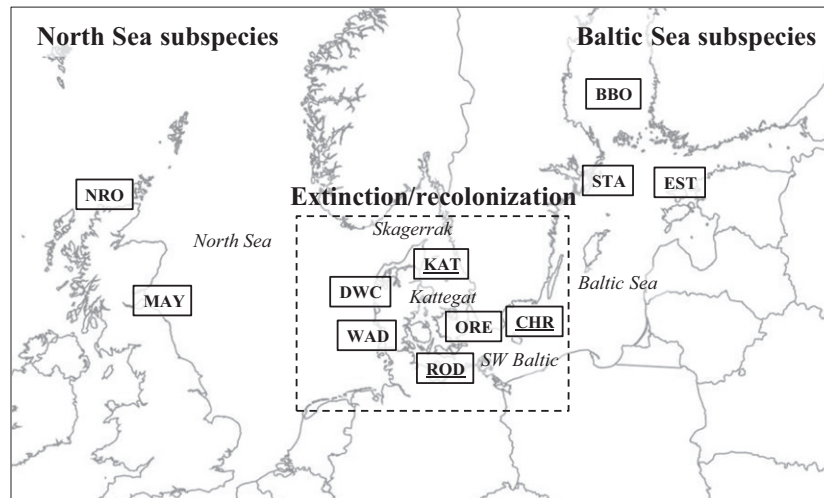 North Sea subspecies
Baltic Sea subspecies
BBO
NRO
STA
EST
Extinction/recolonization
North Sea
Skagerrak
KAT
Baltic Sea
DWC
Kattegat
MAY
CHR
WAD
ORE
SW Baltic
ROD